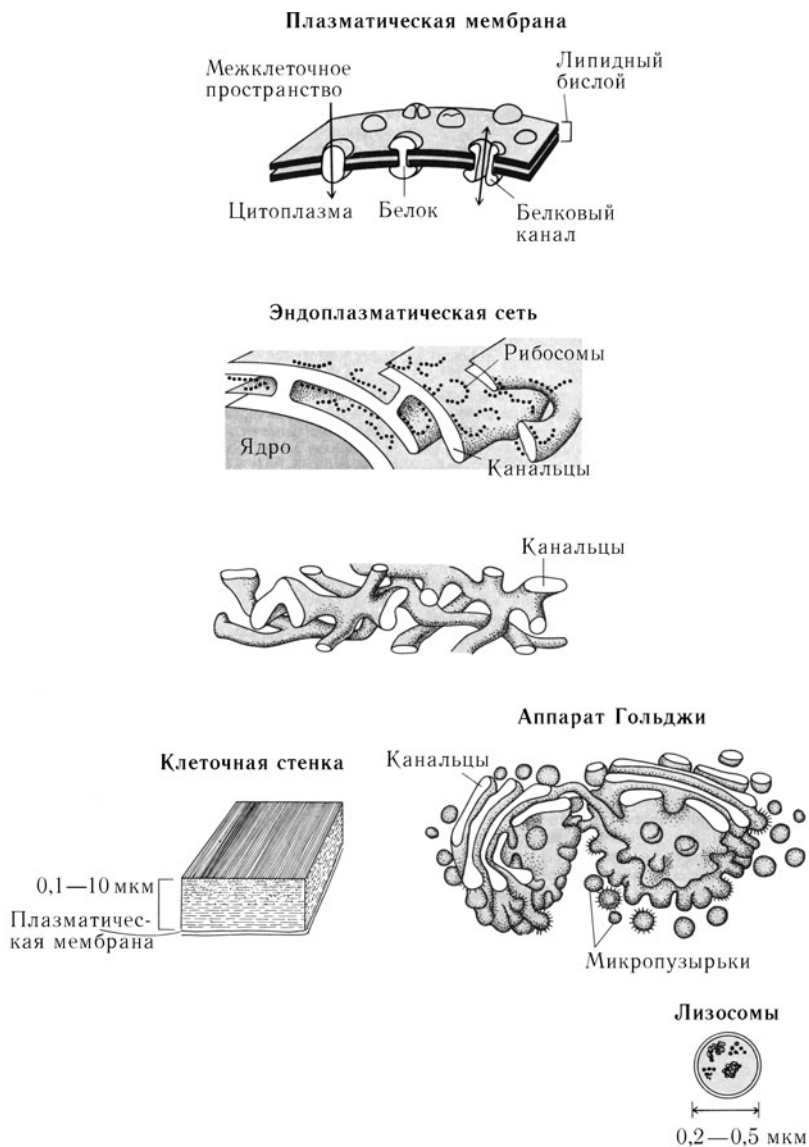 Плазматическая мембрана
Межклеточное
пространство
Липидный
бислой
Цитоплазма
Белок
Белковый
канал
Эндоплазматическая сеть
Рибосомы
Ядро
Канальцы
Канальцы
Аппарат Гольджи
Клеточная стенка
Канальцы
0,1—10 мкм
Плазматичес-
кая мембрана
Микропузырьки
Лизосомы
0,2—0,5 мкм